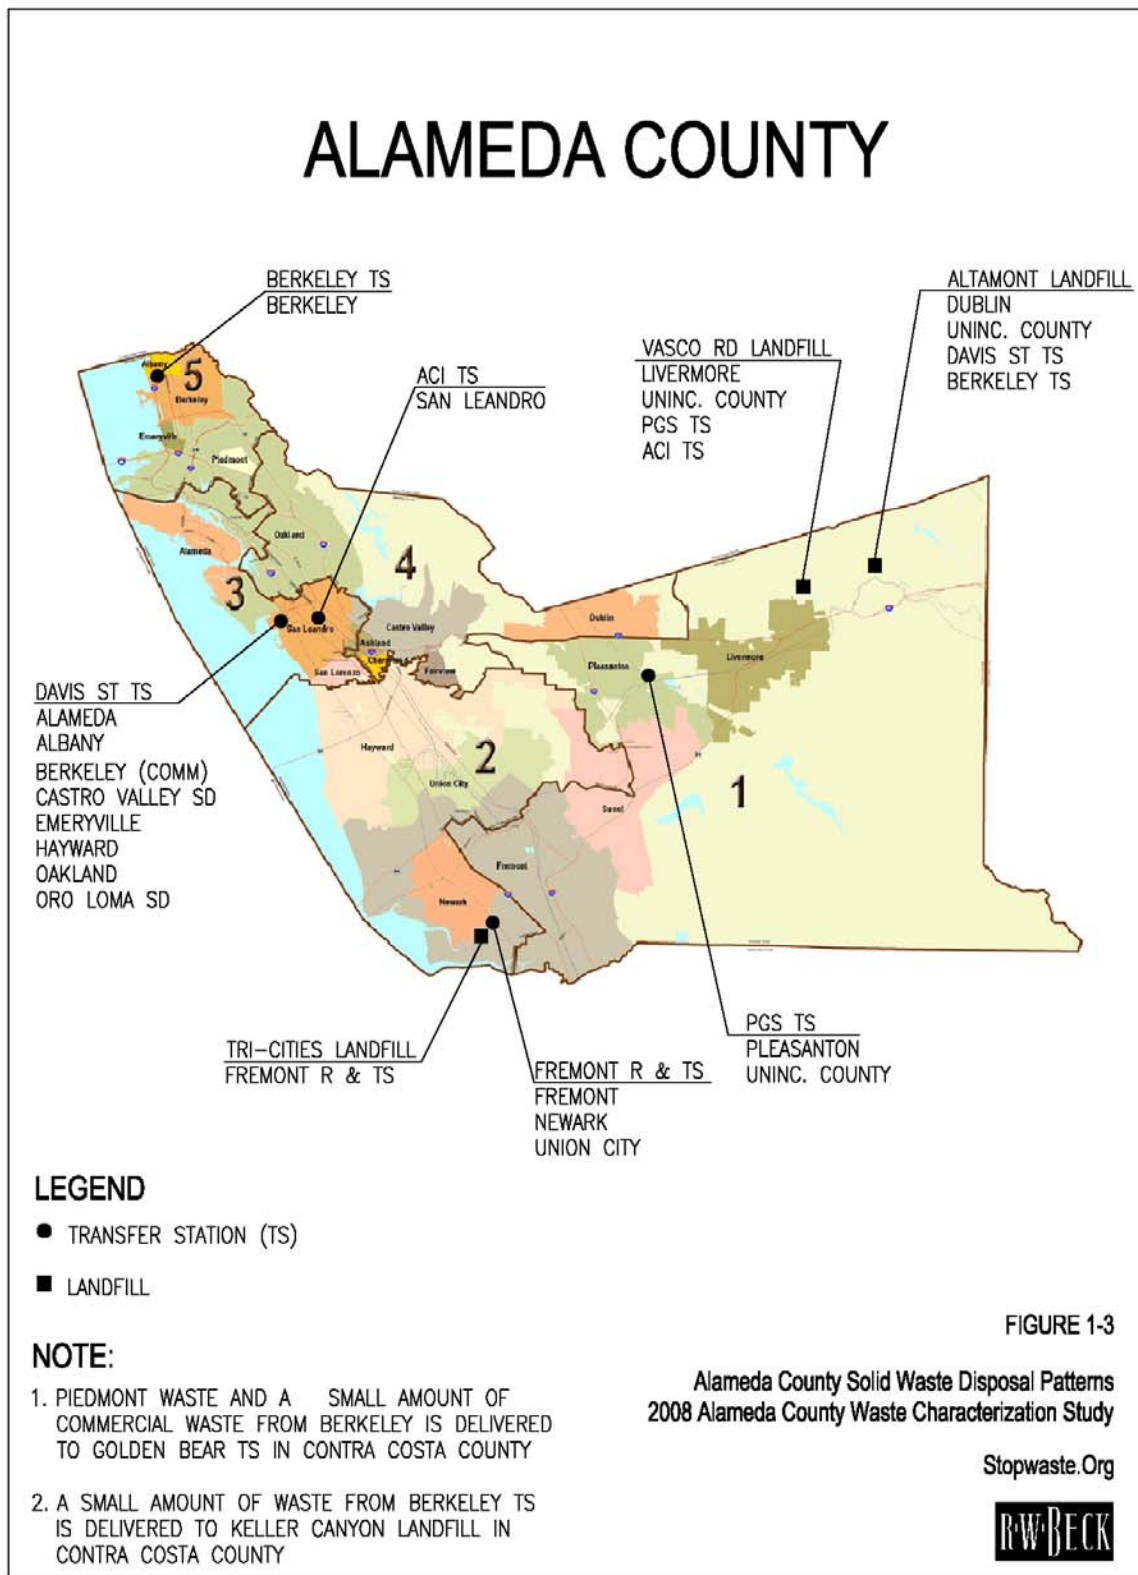 ALAMEDA COUNTY
BERKELEY TS
BERKELEY
ACI TS
SAN LEANDRO
VASCO RD LANDFILL
LIVERMORE
UNINC. COUNTY
PGS TS
ACI TS
ALTAMONT LANDFILL
DUBLIN
UNINC. COUNTY
DAVIS ST TS
BERKELEY TS
Albany
5
Berkeley
Emeryville
Piedmont
Oakland
Alameda
4
3
San Leandro
Castro Valley
Ashland
San Lorenzo
Fairview
Dublin
Pleasanton
Livermore
Hayward
2
Union City
Sunol
1
Fremont
Newark
DAVIS ST TS
ALAMEDA
ALBANY
BERKELEY (COMM)
CASTRO VALLEY SD
EMERYVILLE
HAYWARD
OAKLAND
ORO LOMA SD
TRI-CITIES LANDFILL
FREMONT R & TS
FREMONT R & TS
FREMONT
NEWARK
UNION CITY
PGS TS
PLEASANTON
UNINC. COUNTY
LEGEND
TRANSFER STATION (TS)
LANDFILL
NOTE:
1. PIEDMONT WASTE AND A SMALL AMOUNT OF
COMMERCIAL WASTE FROM BERKELEY IS DELIVERED
TO GOLDEN BEAR TS IN CONTRA COSTA COUNTY
2. A SMALL AMOUNT OF WASTE FROM BERKELEY TS
IS DELIVERED TO KELLER CANYON LANDFILL IN
CONTRA COSTA COUNTY
FIGURE 1-3
Alameda County Solid Waste Disposal Patterns
2008 Alameda County Waste Characterization Study
Stopwaste.Org
R·W·BECK